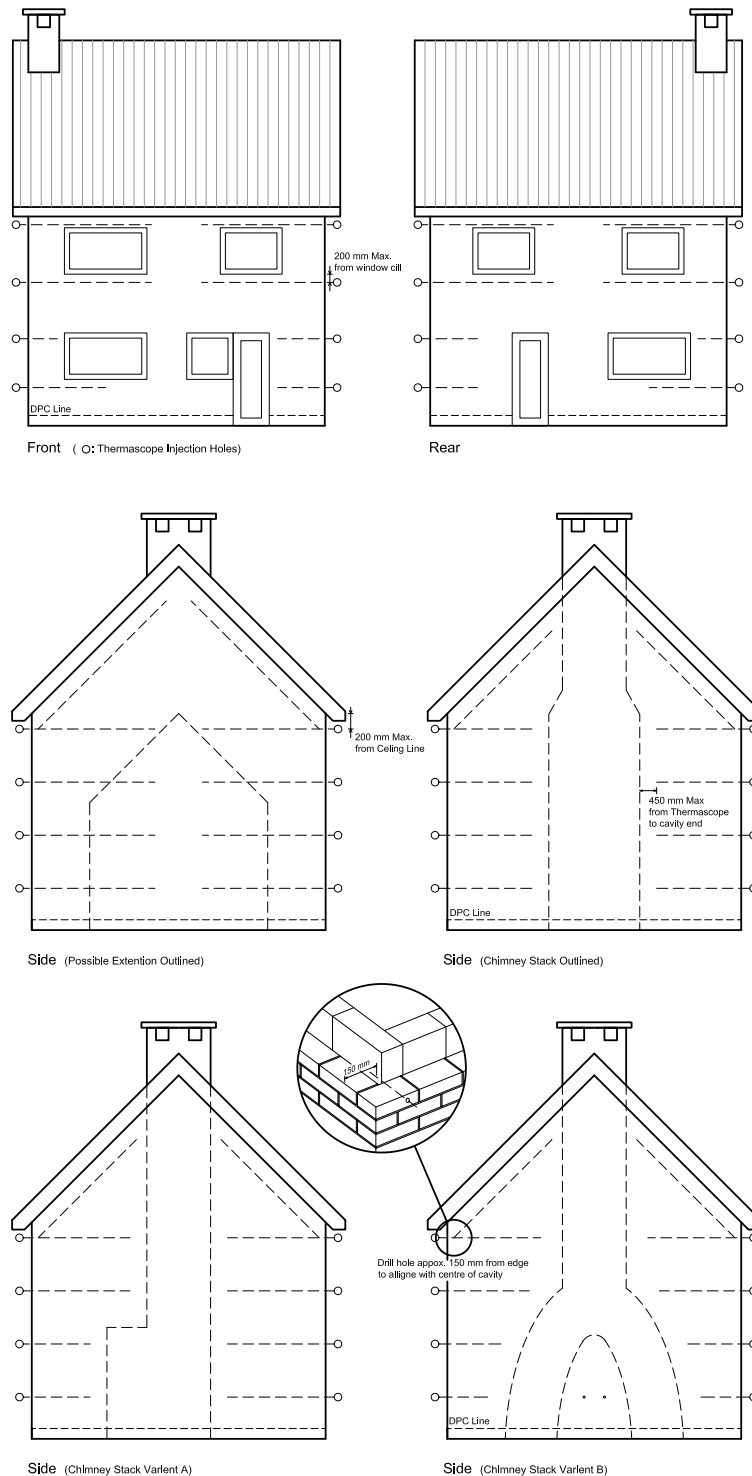 200 mm Max.
from window cill
DPC Line
Front ( O: Thermascope Injection Holes)
Rear
200 mm Max.
from Celing Line
450 mm Max
from Thermascope
to cavity end
DPC Line
Side (Possible Extention Outlined)
Side (Chimney Stack Outlined)
150 mm
Drill hole appox. 150 mm from edge
to alligne with centre of cavity
DPC Line
Side (Chimney Stack Varient A)
Side (Chimney Stack Varient B)